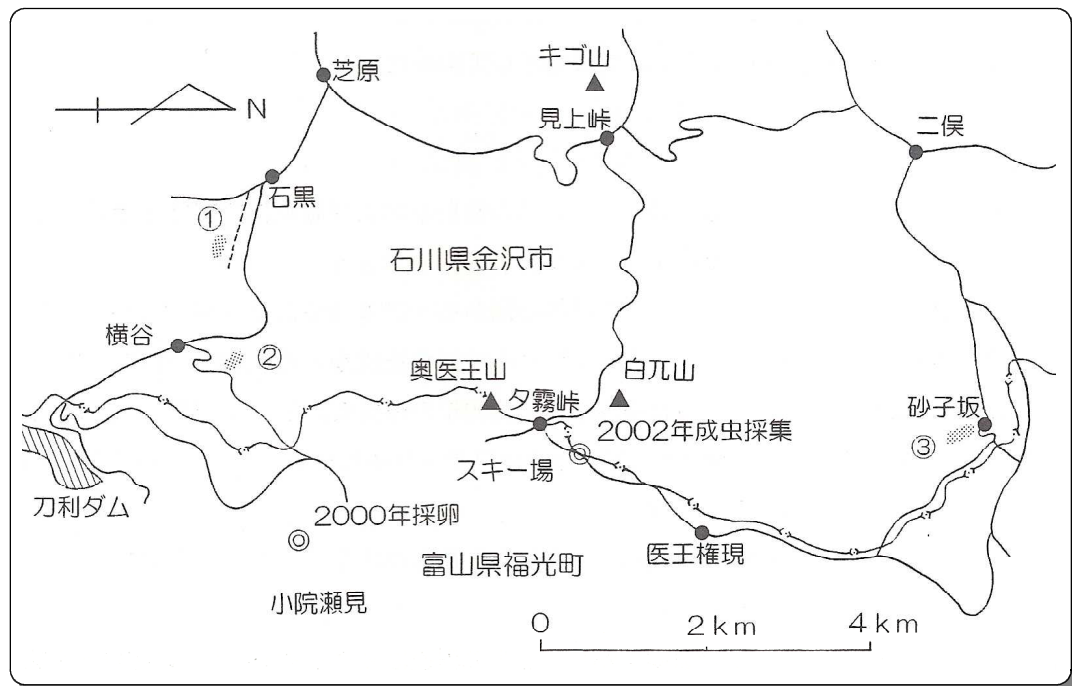 キゴ山
芝原
N
見上峠
二俣
石黒
①
石川県金沢市
横谷
②
奥医王山
白兀山
夕霧峠
砂子坂
2002年成虫採集
③
スキー場
刀利ダム
2000年採卵
医王権現
富山県福光町
小院瀬見
0
2km
4km